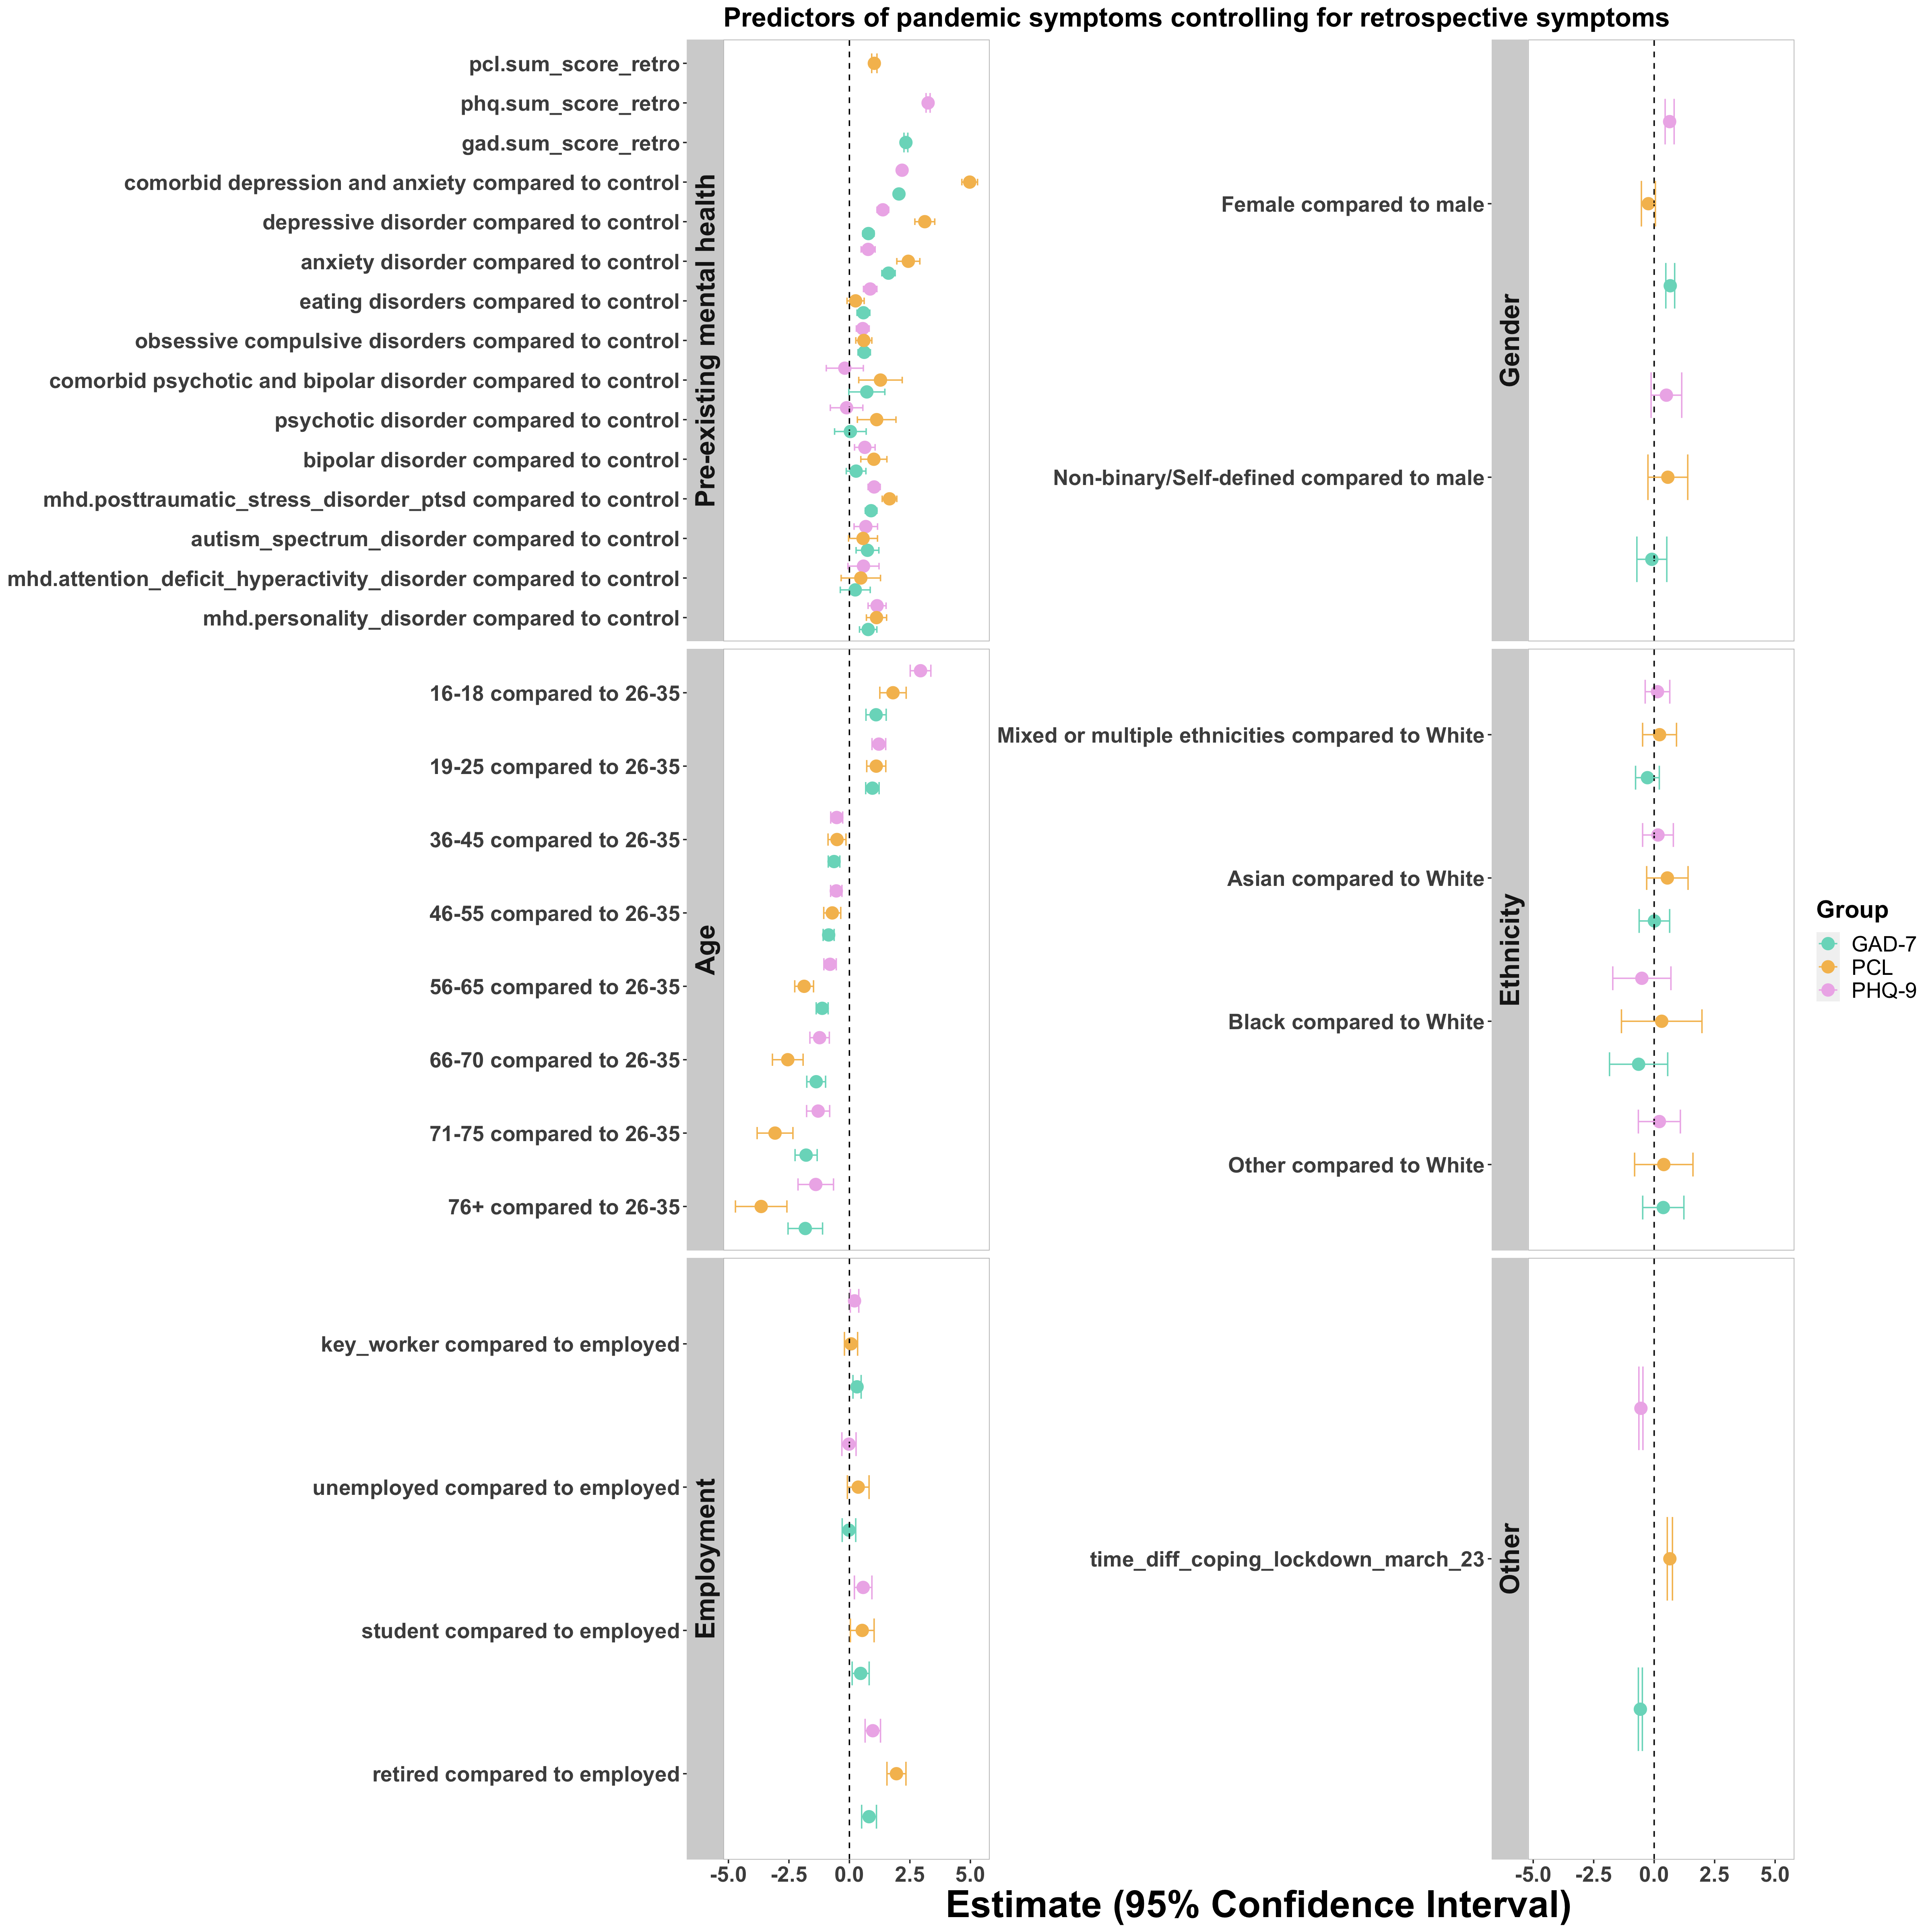 Predictors of pandemic symptoms controlling for retrospective symptoms
Pre-existing mental health
pcl.sum_score_retro
phq.sum_score_retro
gad.sum_score_retro
comorbid depression and anxiety compared to control
depressive disorder compared to control
anxiety disorder compared to control
eating disorders compared to control
obsessive compulsive disorders compared to control
comorbid psychotic and bipolar disorder compared to control
psychotic disorder compared to control
bipolar disorder compared to control
mhd.posttraumatic_stress_disorder_ptsd compared to control
autism_spectrum_disorder compared to control
mhd.attention_deficit_hyperactivity_disorder compared to control
mhd.personality_disorder compared to control
Gender
Female compared to male
Non-binary/Self-defined compared to male
Age
16-18 compared to 26-35
19-25 compared to 26-35
36-45 compared to 26-35
46-55 compared to 26-35
56-65 compared to 26-35
66-70 compared to 26-35
71-75 compared to 26-35
76+ compared to 26-35
Ethnicity
Mixed or multiple ethnicities compared to White
Asian compared to White
Black compared to White
Other compared to White
Employment
key_worker compared to employed
unemployed compared to employed
student compared to employed
retired compared to employed
Other
time_diff_coping_lockdown_march_23
-5.0 -2.5 0.0 2.5 5.0
-5.0 -2.5 0.0 2.5 5.0
Estimate (95% Confidence Interval)
Group
GAD-7
PCL
PHQ-9